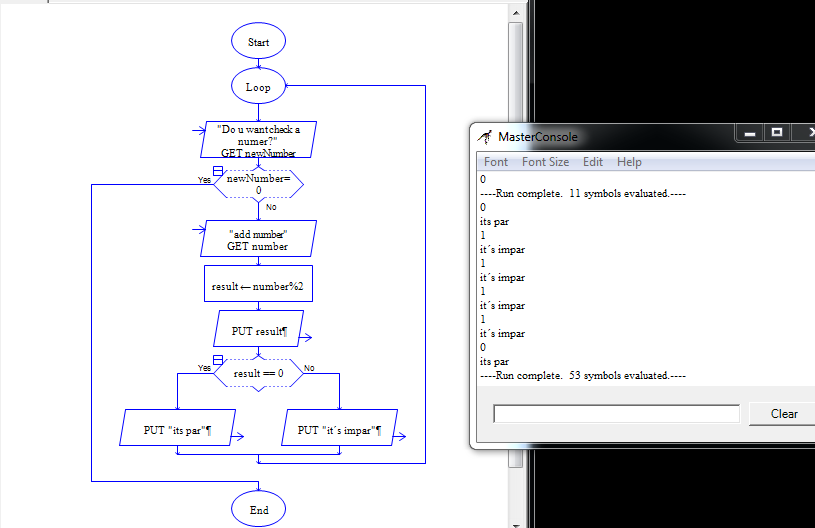 Start
Loop
"Do u wantcheck a
numer?"
GET newNumber
Yes
newNumber=
0
No
"add number"
GET number
result ← number%2
PUT result¶
Yes
result == 0
No
PUT "its par"¶
PUT "it´s impar"¶
End
MasterConsole
Font Font Size Edit Help
0
----Run complete. 11 symbols evaluated.----
0
its par
1
it´s impar
1
it´s impar
1
it´s impar
1
it´s impar
0
its par
----Run complete. 53 symbols evaluated.----
Clear